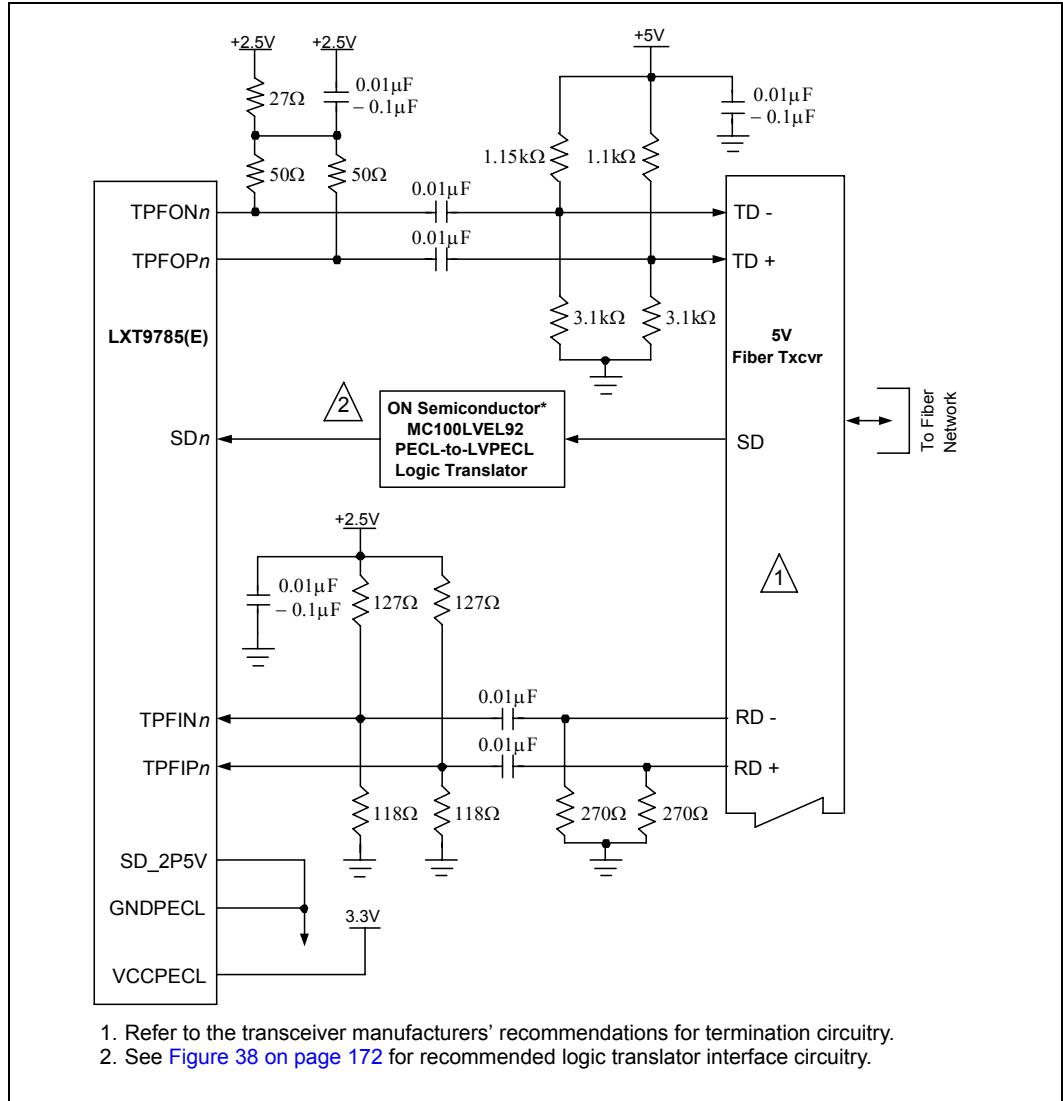 +2.5V +2.5V +5V
27Ω 0.01µF
– 0.1µF
0.01µF
– 0.1µF
50Ω 50Ω
1.15kΩ 1.1kΩ
0.01µF
TPFONn TD -
0.01µF
TPFOPn TD +
3.1kΩ 3.1kΩ
LXT9785(E)
5V
Fiber Txcvr
2
ON Semiconductor*
MC100LVEL92
PECL-to-LVPECL
Logic Translator
SDn SD
To Fiber
Network
+2.5V
0.01µF
– 0.1µF
127Ω 127Ω
1
0.01µF
TPFINn RD -
0.01µF
TPFIPn RD +
118Ω 118Ω 270Ω 270Ω
SD_2P5V
GNDPECL
3.3V
VCCPECL
1. Refer to the transceiver manufacturers’ recommendations for termination circuitry.
2. See Figure 38 on page 172 for recommended logic translator interface circuitry.